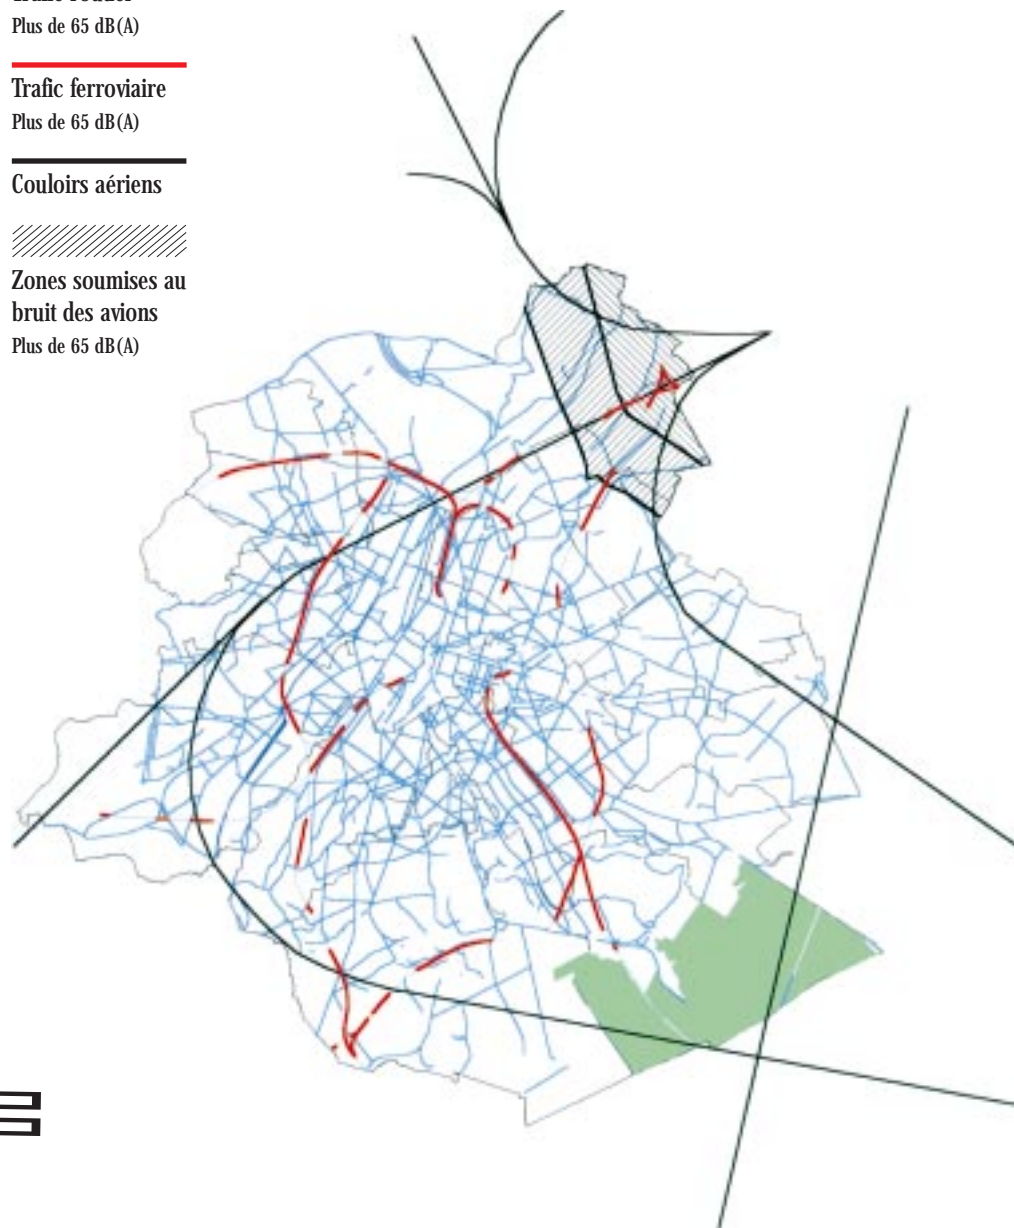 Plus de 65 dB(A)
Trafic ferroviaire
Plus de 65 dB(A)
Couloirs aériens
Zones soumises au
bruit des avions
Plus de 65 dB(A)